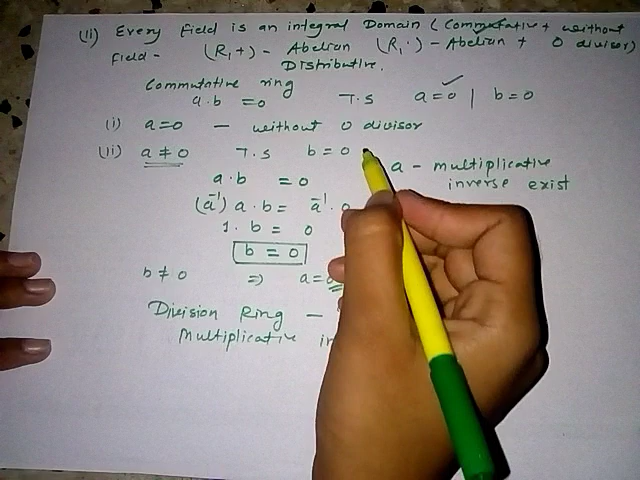 (ii) Every field is an integral Domain (Commutative + without 0 divisor)
field - (R, +) - Abelian (R, ·) - Abelian +
Distributive.
Commutative ring
a . b = 0 T.S a = 0 | b = 0
(i) a = 0 - without 0 divisor
(ii) a ≠ 0 T.S b = 0
a - multiplicative inverse exist
a . b = 0
(a⁻¹) a . b = a⁻¹ . 0
1 . b = 0
b = 0
b ≠ 0 => a = 0
Division Ring -
Multiplicative